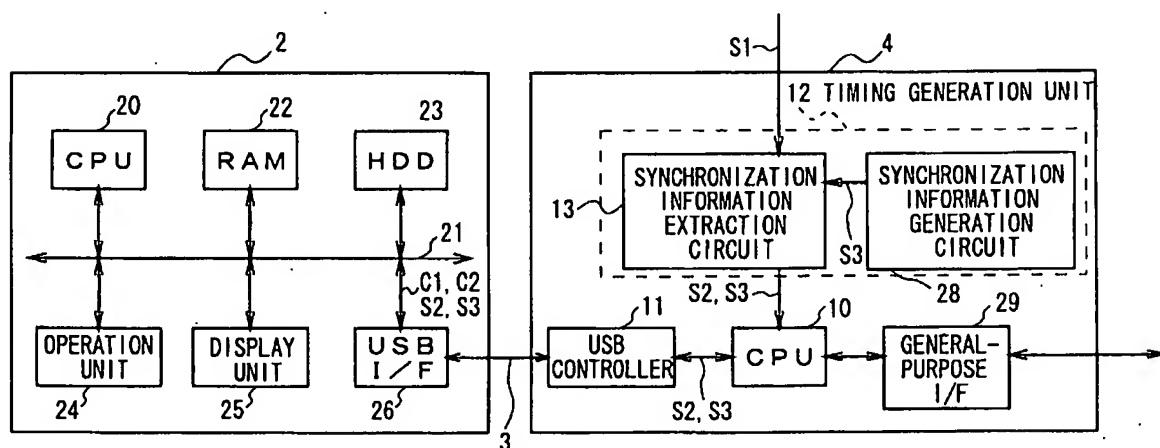 2
S1
4
12 TIMING GENERATION UNIT
20
22
23
CPU
RAM
HDD
SYNCHRONIZATION
INFORMATION
EXTRACTION
CIRCUIT
SYNCHRONIZATION
INFORMATION
GENERATION
CIRCUIT
13
S3
21
C1, C2
S2, S3
S2, S3
28
11
10
29
OPERATION
UNIT
DISPLAY
UNIT
USB
I/F
USB
CONTROLLER
CPU
GENERAL-
PURPOSE
I/F
24
25
26
3
S2, S3